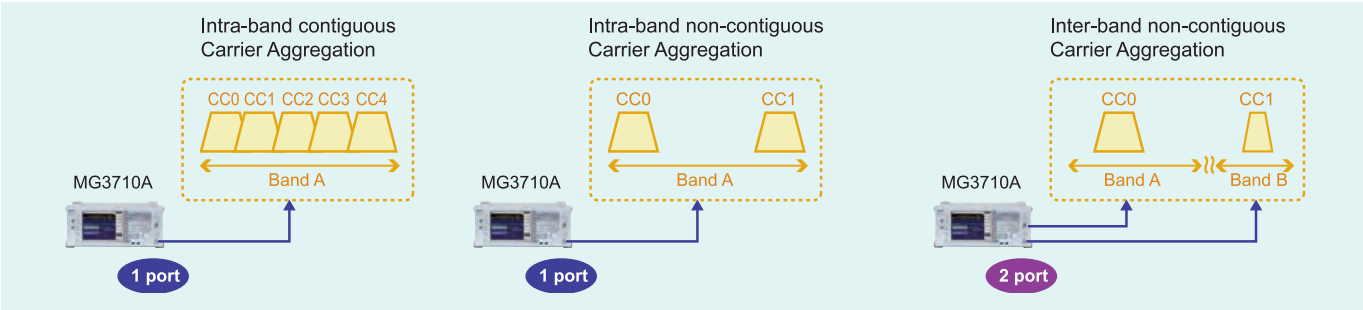 Intra-band contiguous
Carrier Aggregation
CC0 CC1 CC2 CC3 CC4
Band A
MG3710A
1 port
Intra-band non-contiguous
Carrier Aggregation
CC0 CC1
Band A
MG3710A
1 port
Inter-band non-contiguous
Carrier Aggregation
CC0 CC1
Band A Band B
MG3710A
2 port